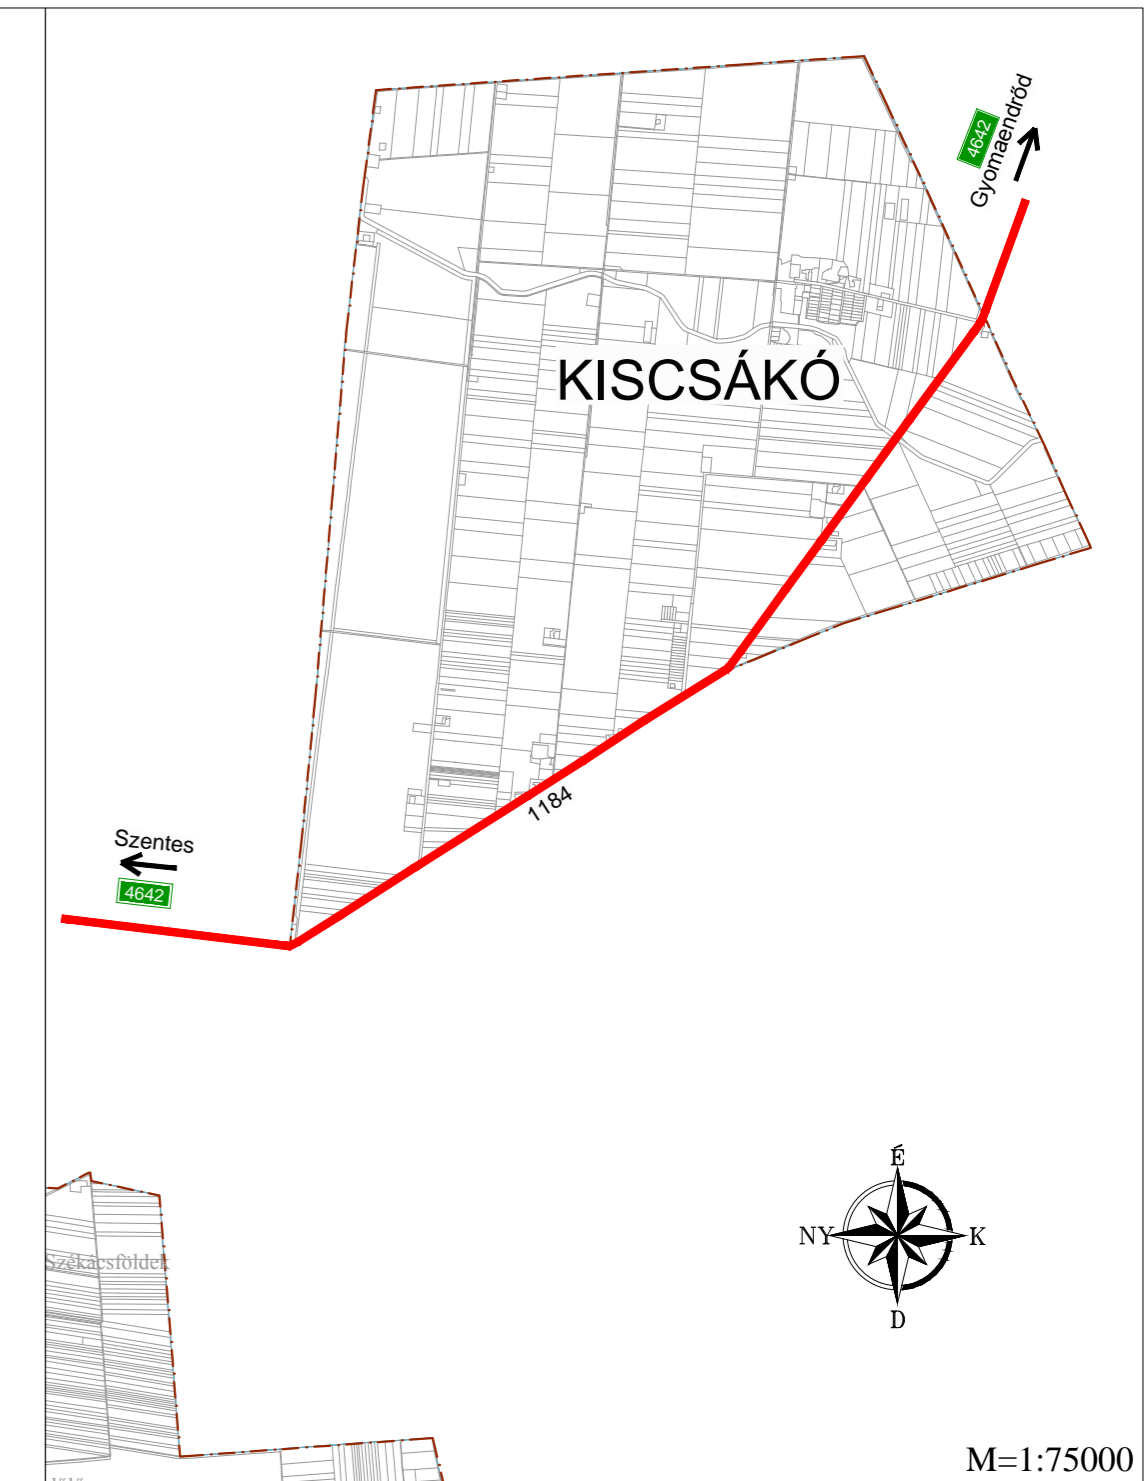 4642
Gyomaendrőd
KISCSÁKÓ
1184
Szentes
4642
É
NY
K
D
Székácsföldek
M=1:75000